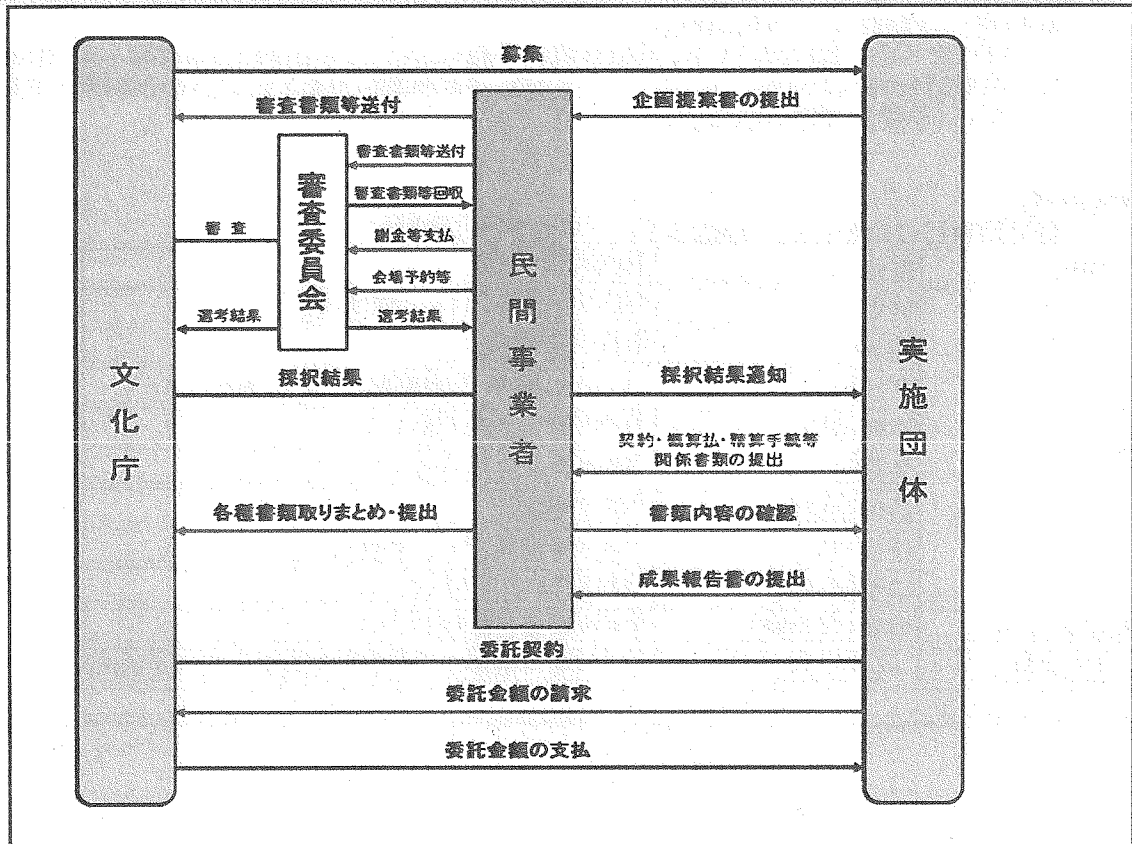 募集
審査書類等送付
企画提案書の提出
審査書類等送付
審査書類等回収
謝金等支払
会場予約等
審査
選考結果
選考結果
審査委員会
民間事業者
文化庁
実施団体
採択結果
採択結果通知
契約・概算払・精算手続等
関係書類の提出
各種書類取りまとめ・提出
書類内容の確認
成果報告書の提出
委託契約
委託金額の請求
委託金額の支払